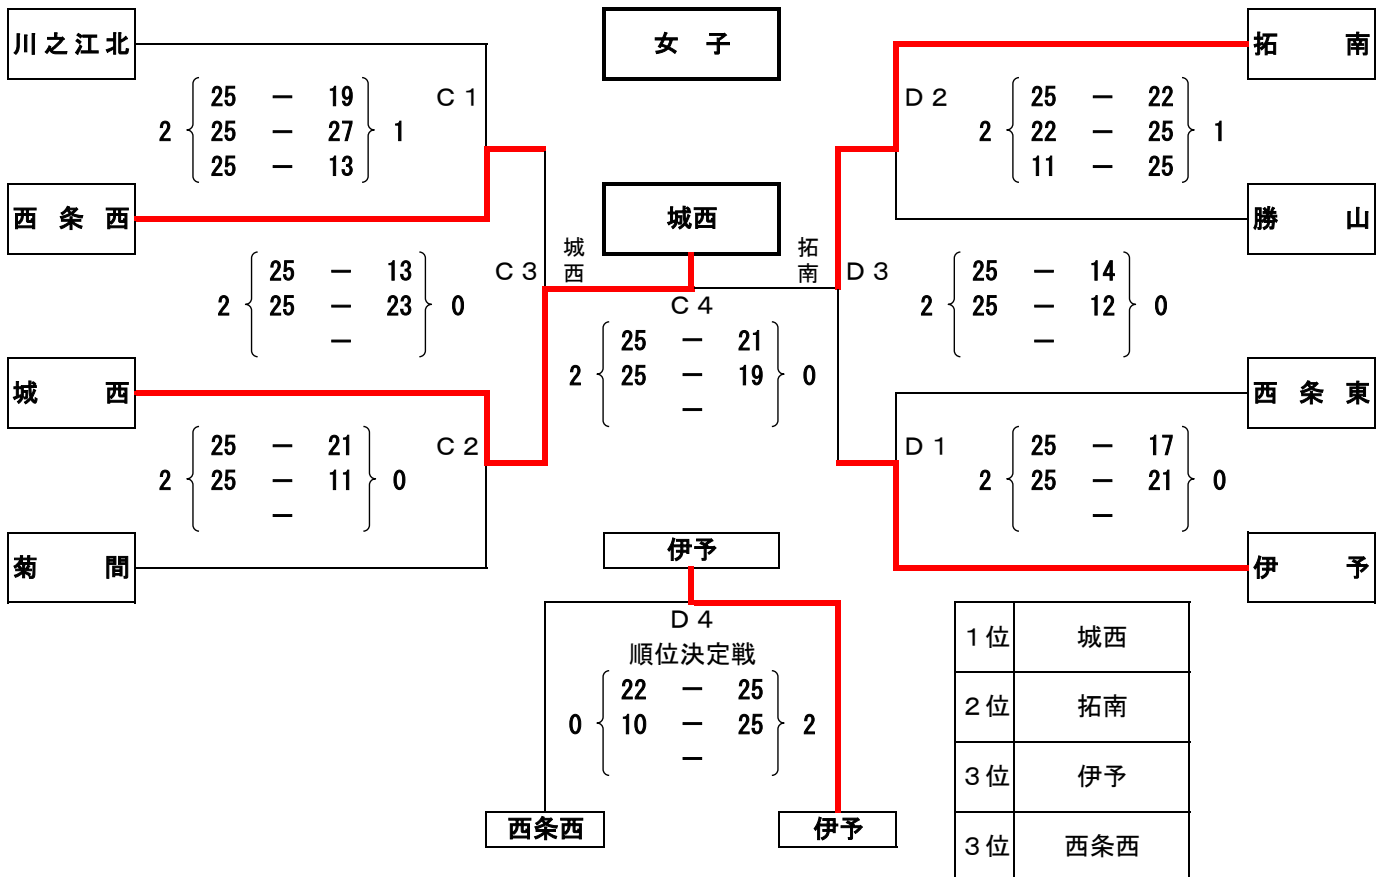 川之江北
女 子
拓 南
C1
25 — 19
2 25 — 27 1
25 — 13
D2
25 — 22
2 22 — 25 1
11 — 25
西条西
城西
勝 山
城西
拓南
C3
25 — 13
2 25 — 23 0
—
D3
25 — 14
2 25 — 12 0
—
C4
25 — 21
2 25 — 19 0
—
城 西
西条東
C2
25 — 21
2 25 — 11 0
—
D1
25 — 17
2 25 — 21 0
—
菊 間
伊予
伊 予
D4
順位決定戦
22 — 25
0 10 — 25 2
—
西条西
伊予
1位 城西
2位 拓南
3位 伊予
3位 西条西